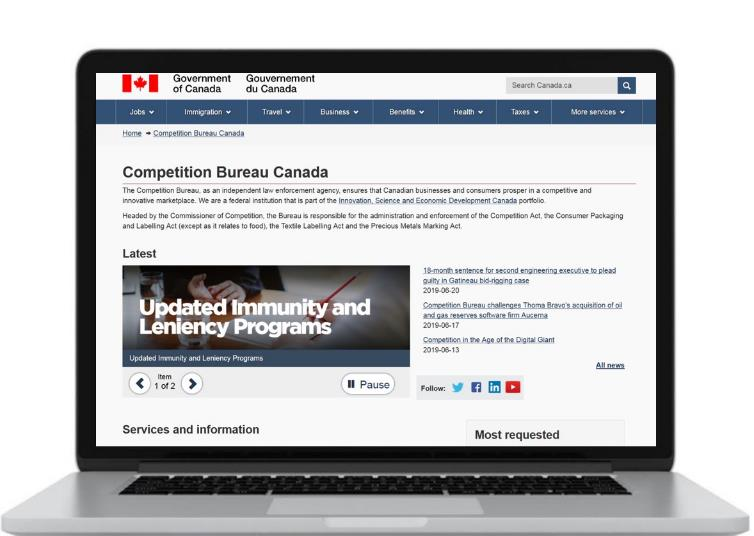 Government of Canada
Gouvernement du Canada
Search Canada.ca
Jobs
Immigration
Travel
Business
Benefits
Health
Taxes
More services
Home ➔ Competition Bureau Canada
Competition Bureau Canada
The Competition Bureau, as an independent law enforcement agency, ensures that Canadian businesses and consumers prosper in a competitive and
innovative marketplace. We are a federal institution that is part of the Innovation, Science and Economic Development Canada portfolio.
Headed by the Commissioner of Competition, the Bureau is responsible for the administration and enforcement of the Competition Act, the Consumer Packaging
and Labelling Act (except as it relates to food), the Textile Labelling Act and the Precious Metals Marking Act.
Latest
Updated Immunity and
Leniency Programs
Updated Immunity and Leniency Programs
Item
1 of 2
Pause
18-month sentence for second engineering executive to plead
guilty in Gatineau bid-rigging case
2019-06-20
Competition Bureau challenges Thoma Bravo's acquisition of oil
and gas reserves software firm Aucerna
2019-06-17
Competition in the Age of the Digital Giant
2019-06-13
All news
Follow:
Services and information
Most requested